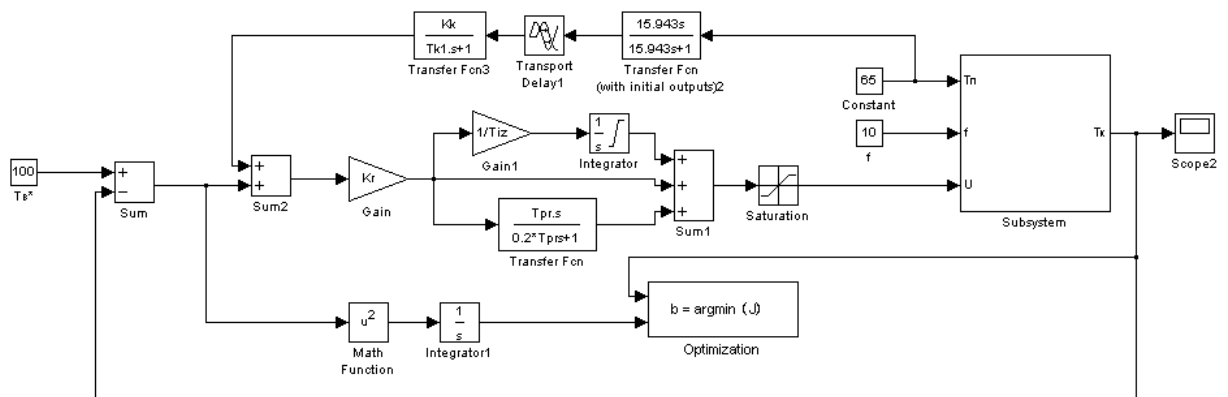 Kk
Tk1.s+1
Transfer Fcn3
Transport
Delay1
15.943s
15.943s+1
Transfer Fcn
(with initial outputs)2
65
Constant
10
f
Tп
f
U
Tк
Subsystem
Scope2
100
Tв*
+
−
Sum
+
+
Sum2
Kr
Gain
1/Tiz
Gain1
1
s
Integrator
Tpr.s
0.2*Tprs+1
Transfer Fcn
+
+
+
Sum1
Saturation
u2
Math
Function
1
s
Integrator1
b = argmin (J)
Optimization